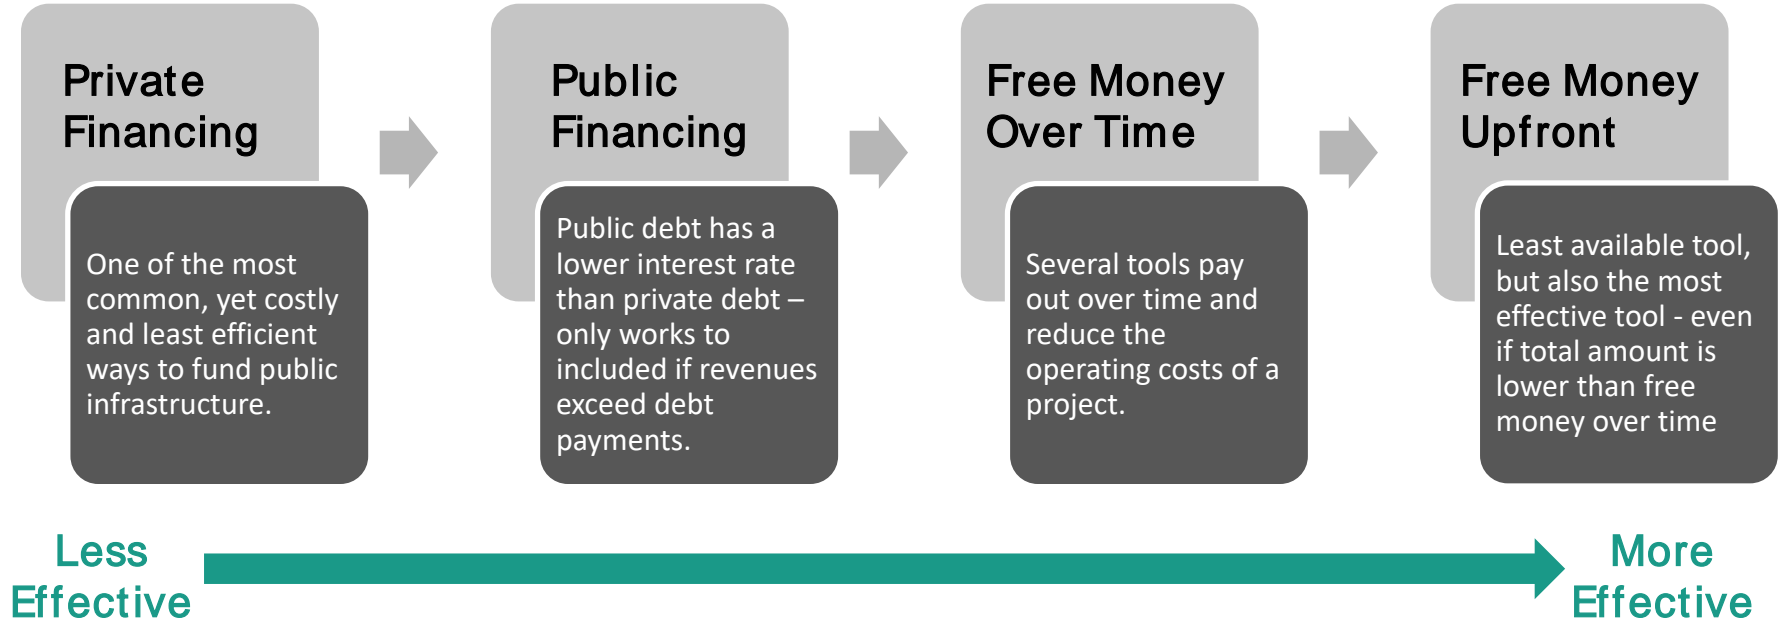 Private
Financing
One of the most
common, yet costly
and least efficient
ways to fund public
infrastructure.
Public
Financing
Public debt has a
lower interest rate
than private debt –
only works to
included if revenues
exceed debt
payments.
Free Money
Over Time
Several tools pay
out over time and
reduce the
operating costs of a
project.
Free Money
Upfront
Least available tool,
but also the most
effective tool - even
if total amount is
lower than free
money over time
Less
Effective
More
Effective